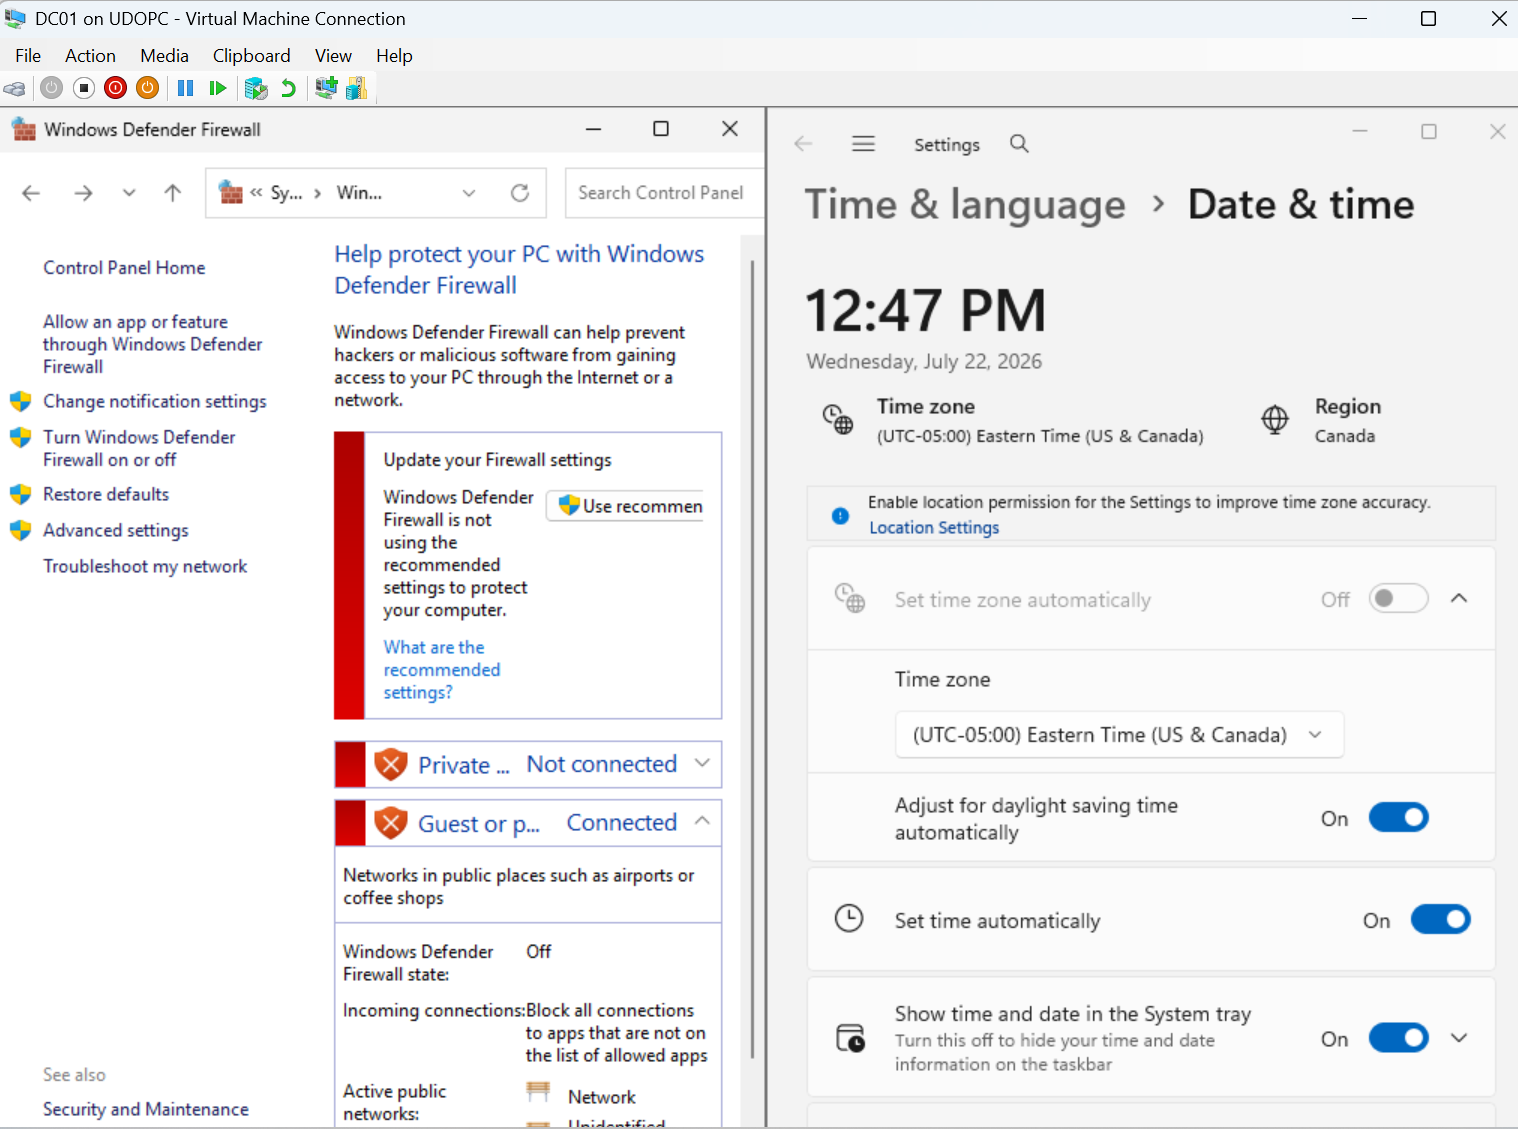 DC01 on UDOPC - Virtual Machine Connection
File Action Media Clipboard View Help
Windows Defender Firewall
« Sy... › Win...
Search Control Panel
Control Panel Home
Allow an app or feature
through Windows Defender
Firewall
Change notification settings
Turn Windows Defender
Firewall on or off
Restore defaults
Advanced settings
Troubleshoot my network
See also
Security and Maintenance
Help protect your PC with Windows
Defender Firewall
Windows Defender Firewall can help prevent
hackers or malicious software from gaining
access to your PC through the Internet or a
network.
Update your Firewall settings
Windows Defender
Firewall is not
using the
recommended
settings to protect
your computer.
Use recommen
What are the
recommended
settings?
Private ... Not connected
Guest or p... Connected
Networks in public places such as airports or
coffee shops
Windows Defender
Firewall state:
Off
Incoming connections:
Block all connections
to apps that are not on
the list of allowed apps
Active public
networks:
Network
Unidentified
Settings
Time & language › Date & time
12:47 PM
Wednesday, July 22, 2026
Time zone
(UTC-05:00) Eastern Time (US & Canada)
Region
Canada
Enable location permission for the Settings to improve time zone accuracy.
Location Settings
Set time zone automatically Off
Time zone
(UTC-05:00) Eastern Time (US & Canada)
Adjust for daylight saving time
automatically
On
Set time automatically On
Show time and date in the System tray
Turn this off to hide your time and date
information on the taskbar
On